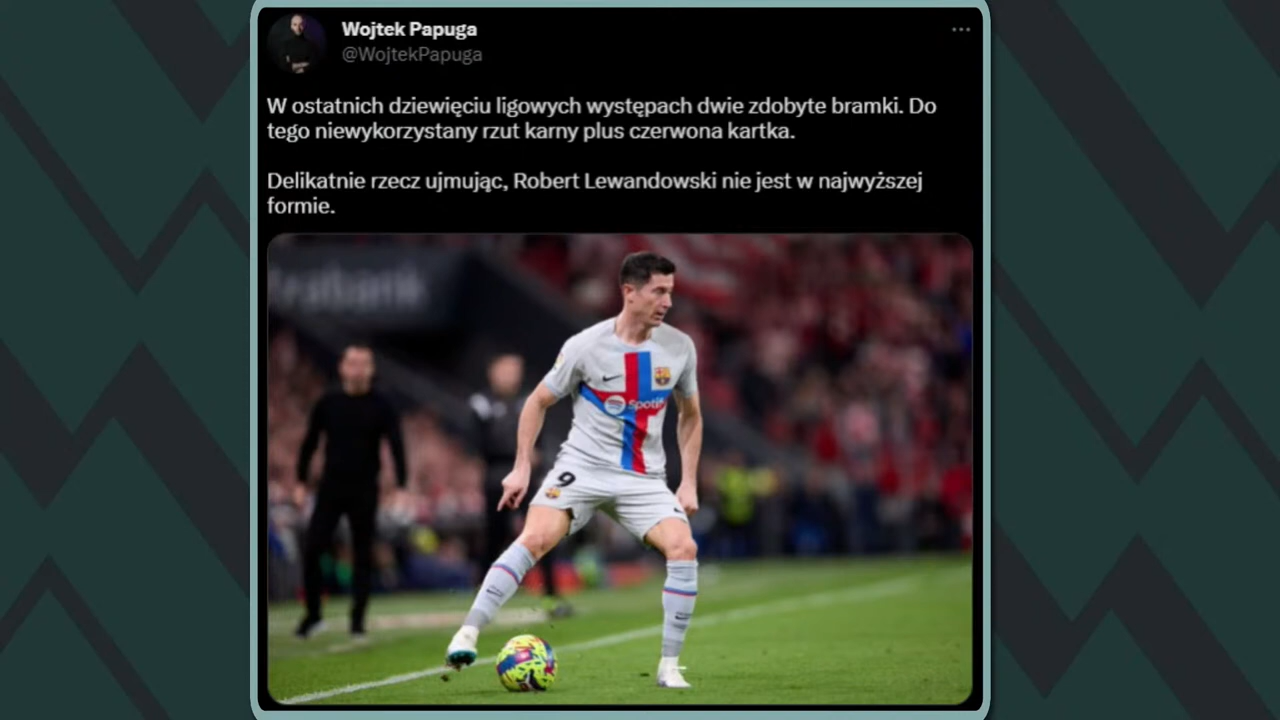 Wojtek Papuga
@WojtekPapuga
W ostatnich dziewięciu ligowych występach dwie zdobyte bramki. Do
tego niewykorzystany rzut karny plus czerwona kartka.
Delikatnie rzecz ujmując, Robert Lewandowski nie jest w najwyższej
formie.
Spotify
9